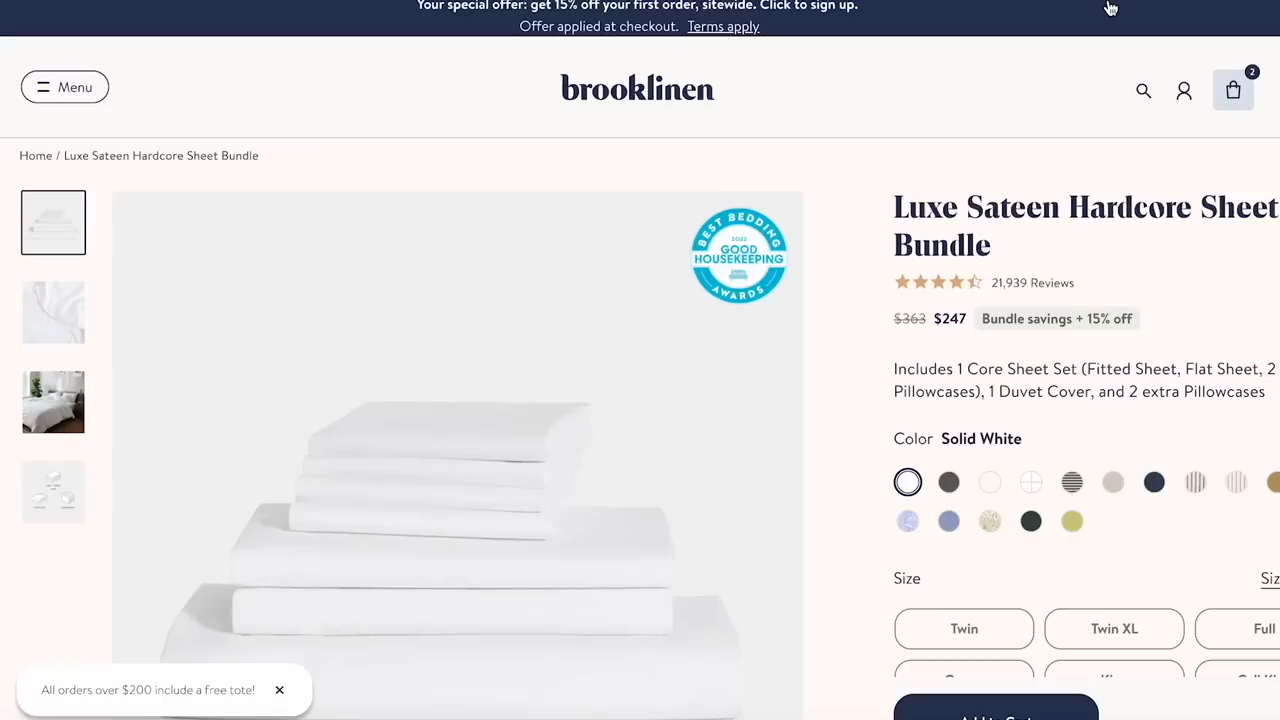 Your special offer: get 15% off your first order, sitewide. Click to sign up.
Offer applied at checkout. Terms apply
Menu
brooklinen
2
Home / Luxe Sateen Hardcore Sheet Bundle
BEST BEDDING
2022
GOOD
HOUSEKEEPING
AWARDS
Luxe Sateen Hardcore Sheet
Bundle
21,939 Reviews
$363 $247 Bundle savings + 15% off
Includes 1 Core Sheet Set (Fitted Sheet, Flat Sheet, 2
Pillowcases), 1 Duvet Cover, and 2 extra Pillowcases
Color Solid White
Size
Twin
Twin XL
Full
All orders over $200 include a free tote!